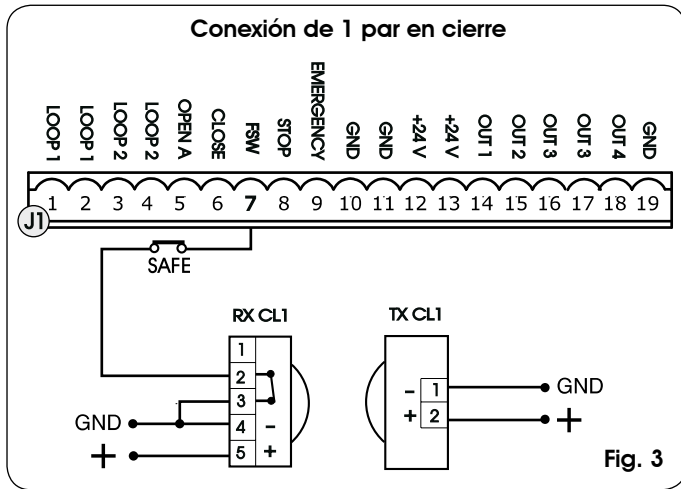 Conexión de 1 par en cierre
LOOP 1 LOOP 1 LOOP 2 LOOP 2 OPEN A CLOSE FSW STOP EMERGENCY GND GND +24 V +24 V OUT 1 OUT 2 OUT 3 OUT 3 OUT 4 GND
1 2 3 4 5 6 7 8 9 10 11 12 13 14 15 16 17 18 19
J1
SAFE
RX CL1 TX CL1
1
2
3
GND 4 -
+ 5 +
- 1 GND
+ 2 +
Fig. 3